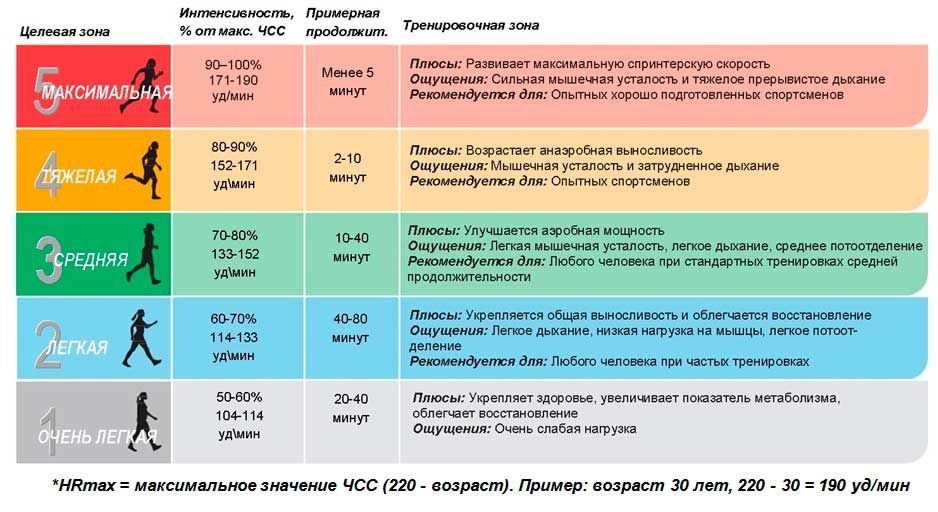 Целевая зона
Интенсивность,
% от макс. ЧСС
Примерная
продолжит.
Тренировочная зона
5
МАКСИМАЛЬНАЯ
90–100%
171-190
уд/мин
Менее 5
минут
Плюсы: Развивает максимальную спринтерскую скорость
Ощущения: Сильная мышечная усталость и тяжелое прерывистое дыхание
Рекомендуется для: Опытных хорошо подготовленных спортсменов
4
ТЯЖЕЛАЯ
80-90%
152-171
уд\мин
2-10
минут
Плюсы: Возрастает анаэробная выносливость
Ощущения: Мышечная усталость и затрудненное дыхание
Рекомендуется для: Опытных спортсменов
3
СРЕДНЯЯ
70-80%
133-152
уд\мин
10-40
минут
Плюсы: Улучшается аэробная мощность
Ощущения: Легкая мышечная усталость, легкое дыхание, среднее потоотделение
Рекомендуется для: Любого человека при стандартных тренировках средней
продолжительности
2
ЛЕГКАЯ
60-70%
114-133
уд\мин
40-80
минут
Плюсы: Укрепляется общая выносливость и облегчается восстановление
Ощущения: Легкое дыхание, низкая нагрузка на мышцы, легкое потоот-
деление
Рекомендуется для: Любого человека при частых тренировках
1
ОЧЕНЬ ЛЕГКАЯ
50-60%
104-114
уд\мин
20-40
минут
Плюсы: Укрепляет здоровье, увеличивает показатель метаболизма,
облегчает восстановление
Ощущения: Очень слабая нагрузка
*HRmax = максимальное значение ЧСС (220 - возраст). Пример: возраст 30 лет, 220 - 30 = 190 уд/мин